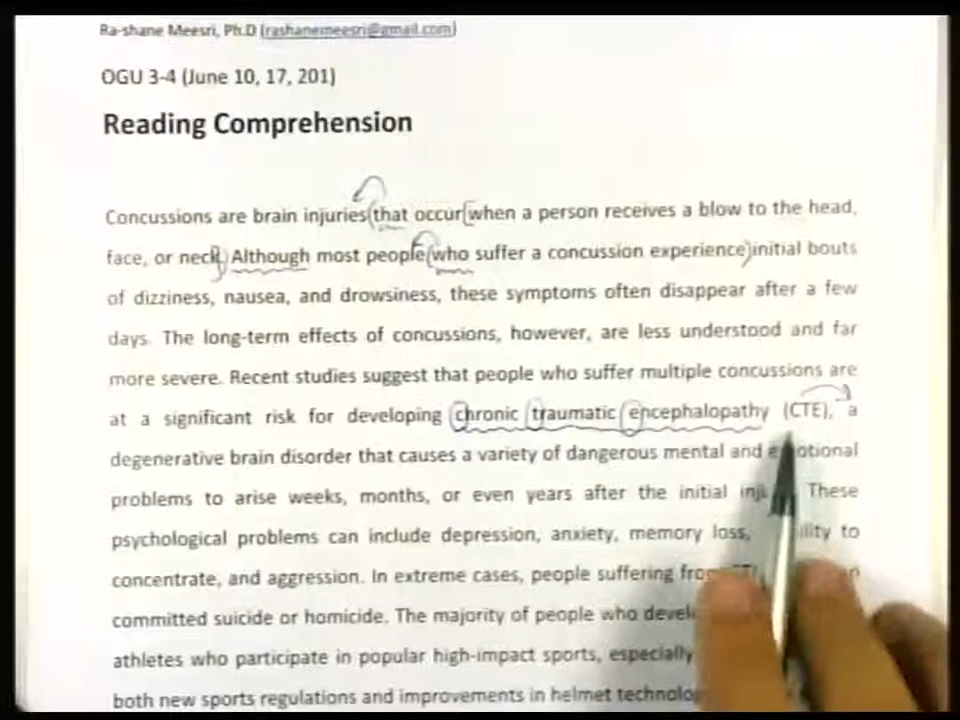 Ra-shane Meesri, Ph.D (rashanemeesri@gmail.com)
OGU 3-4 (June 10, 17, 201)
Reading Comprehension
Concussions are brain injuries that occur when a person receives a blow to the head,
face, or neck. Although most people who suffer a concussion experience initial bouts
of dizziness, nausea, and drowsiness, these symptoms often disappear after a few
days. The long-term effects of concussions, however, are less understood and far
more severe. Recent studies suggest that people who suffer multiple concussions are
at a significant risk for developing chronic traumatic encephalopathy (CTE), a
degenerative brain disorder that causes a variety of dangerous mental and emotional
problems to arise weeks, months, or even years after the initial These
psychological problems can include depression, anxiety, memory loss, to
concentrate, and aggression. In extreme cases, people suffering from
committed suicide or homicide. The majority of people who
athletes who participate in popular high-impact sports, especially
both new sports regulations and improvements in helmet